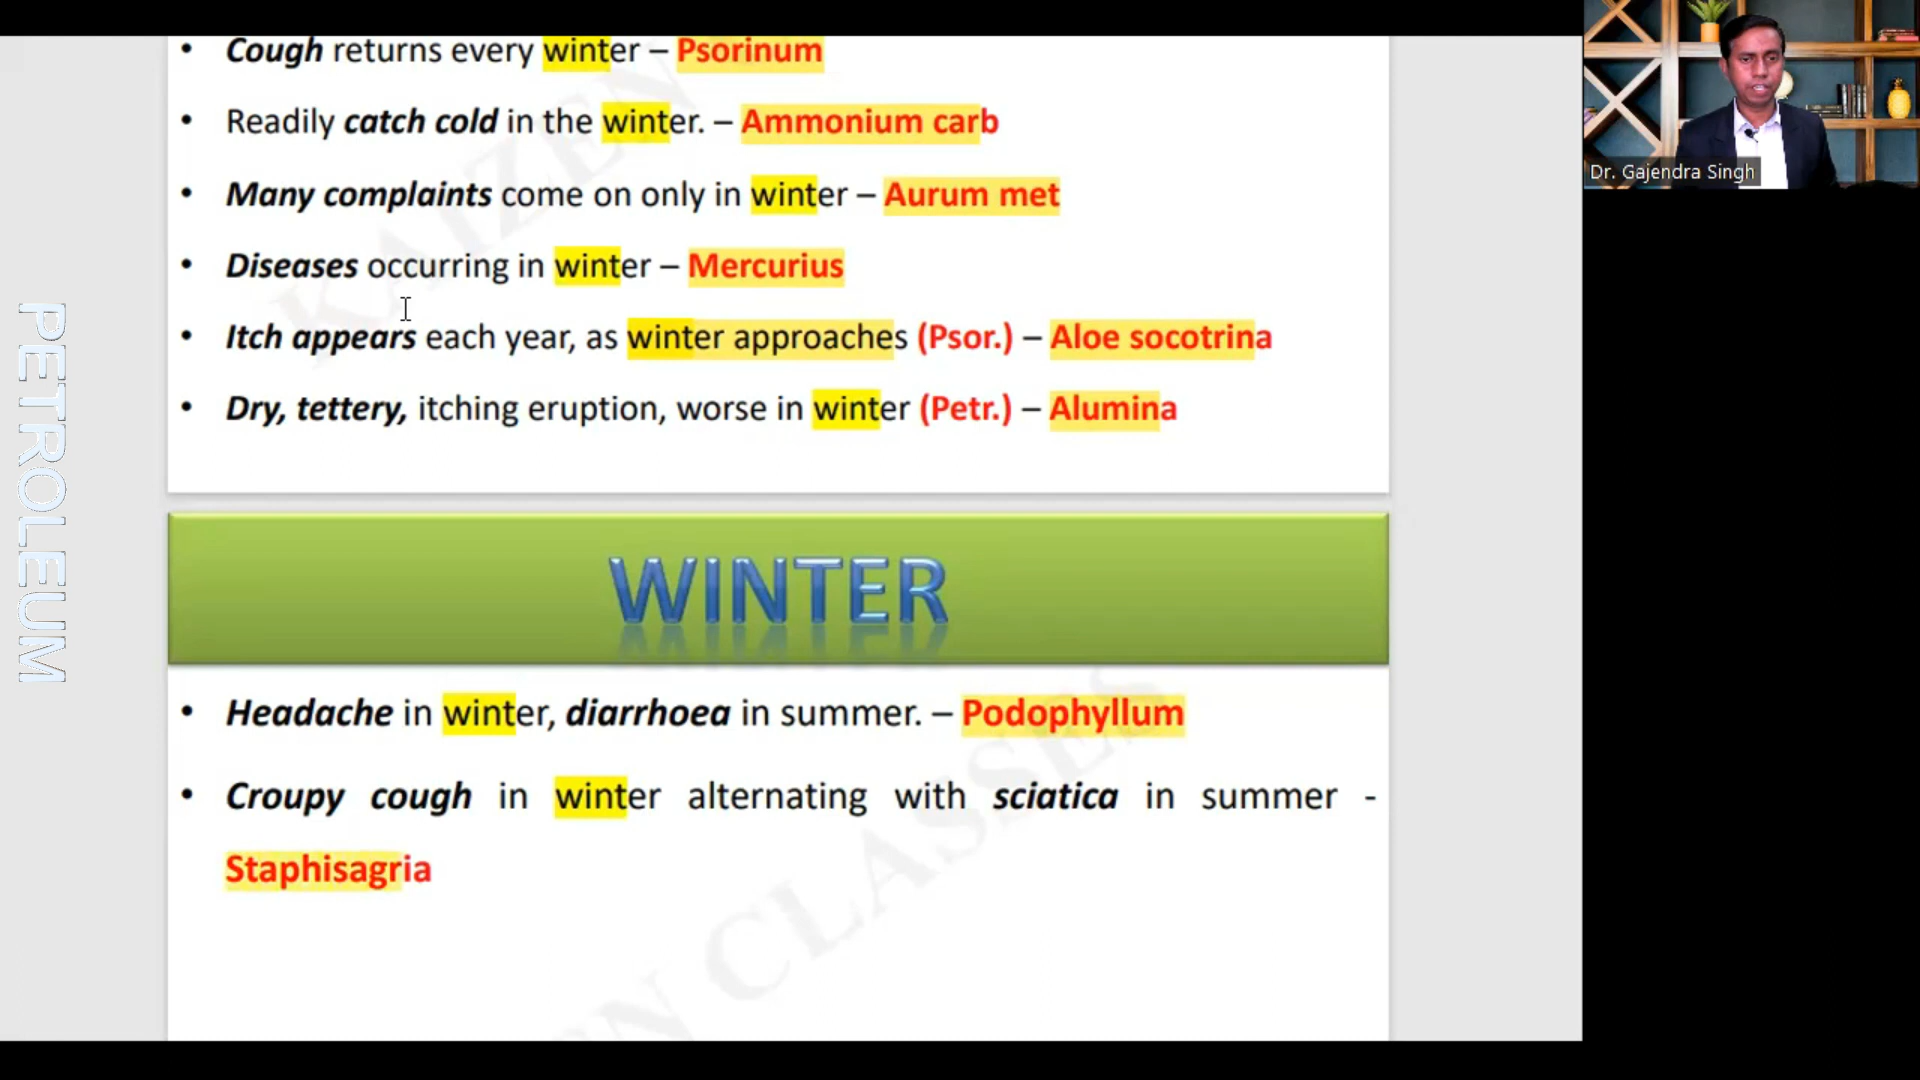 • Cough returns every winter – Psorinum
• Readily catch cold in the winter. – Ammonium carb
• Many complaints come on only in winter – Aurum met
• Diseases occurring in winter – Mercurius
• Itch appears each year, as winter approaches (Psor.) – Aloe socotrina
• Dry, tettery, itching eruption, worse in winter (Petr.) – Alumina
WINTER
• Headache in winter, diarrhoea in summer. – Podophyllum
• Croupy cough in winter alternating with sciatica in summer -
Staphisagria
PETROLEUM
Dr. Gajendra Singh
KAIZEN
CLASSES